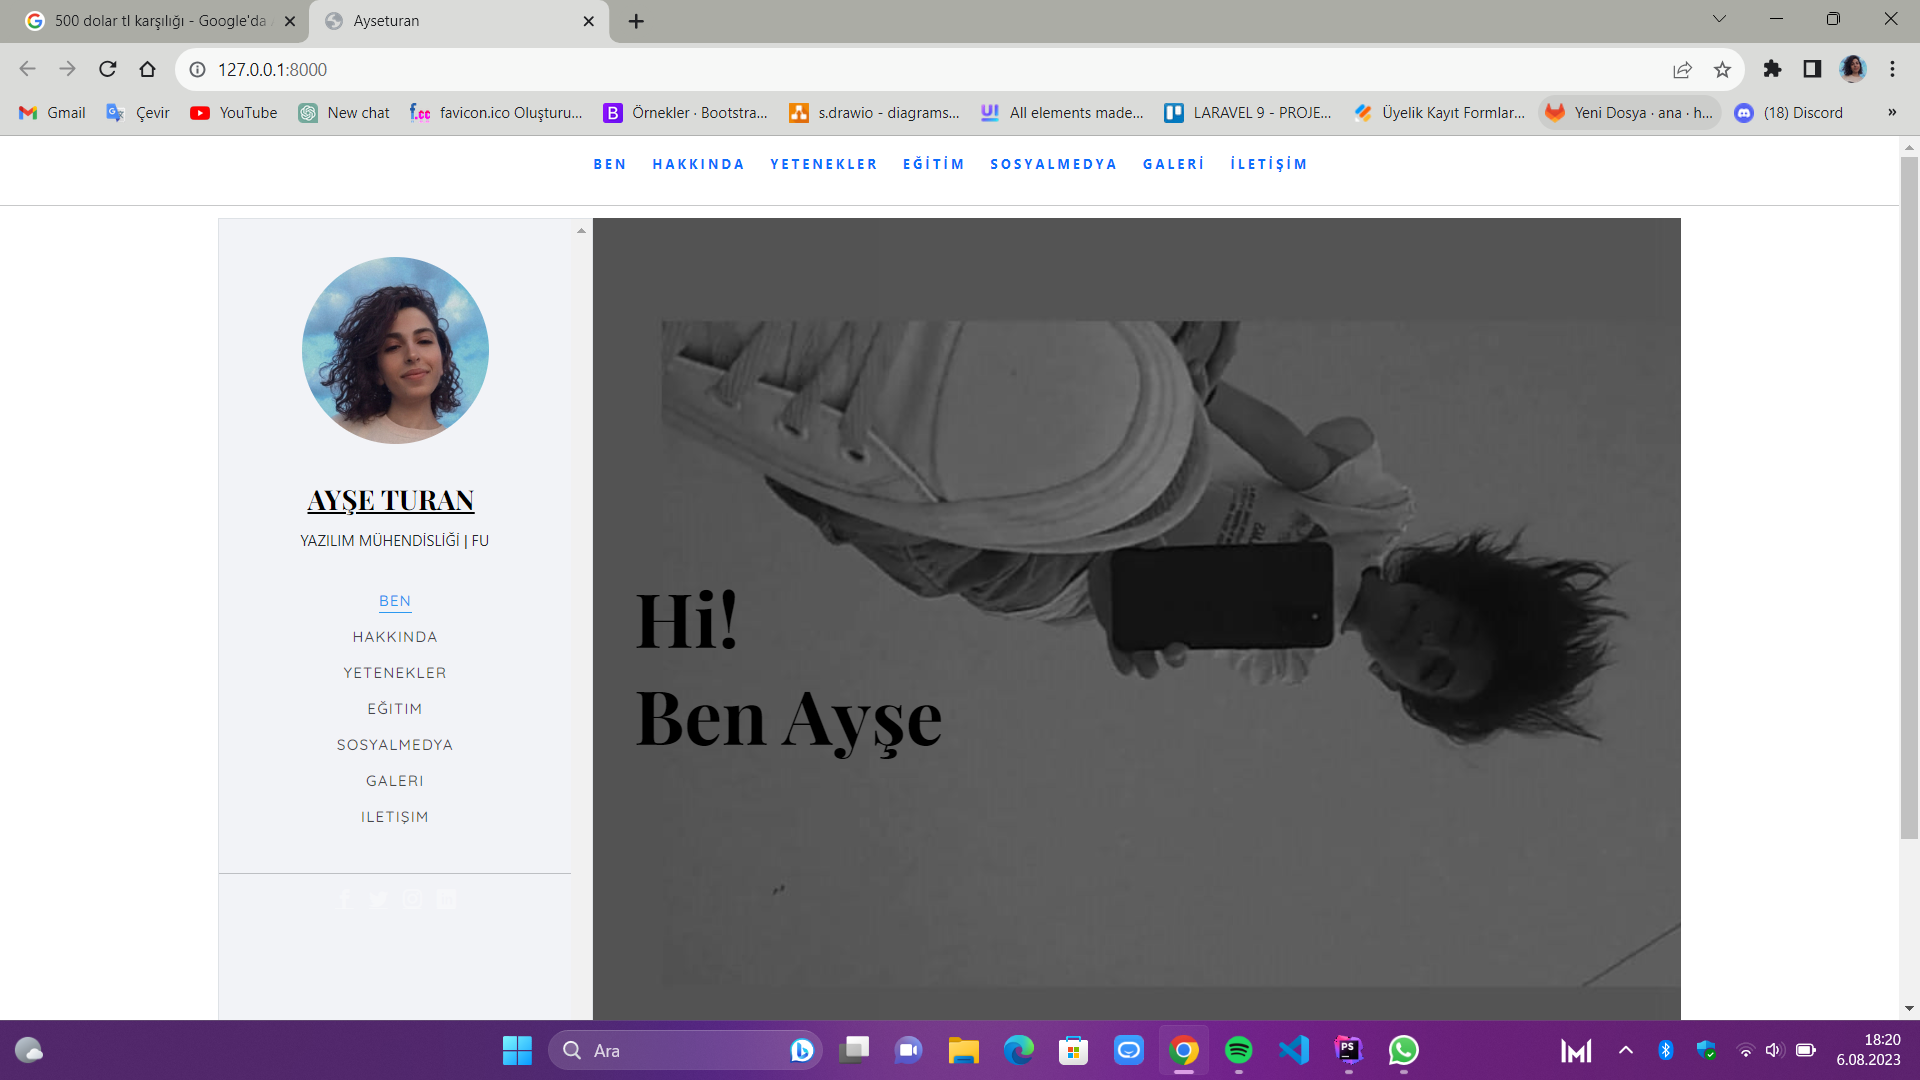 500 dolar tl karşılığı - Google'da
Ayseturan
127.0.0.1:8000
Gmail
Çevir
YouTube
New chat
favicon.ico Oluşturu...
Örnekler · Bootstra...
s.drawio - diagrams...
All elements made...
LARAVEL 9 - PROJE...
Üyelik Kayıt Formlar...
Yeni Dosya · ana · h...
(18) Discord
»
BEN HAKKINDA YETENEKLER EĞİTİM SOSYALMEDYA GALERİ İLETİŞİM
AYŞE TURAN
YAZILIM MÜHENDİSLİĞİ | FU
BEN
HAKKINDA
YETENEKLER
EĞITIM
SOSYALMEDYA
GALERI
ILETIŞIM
Hi!
Ben Ayşe
Ara
18:20
6.08.2023